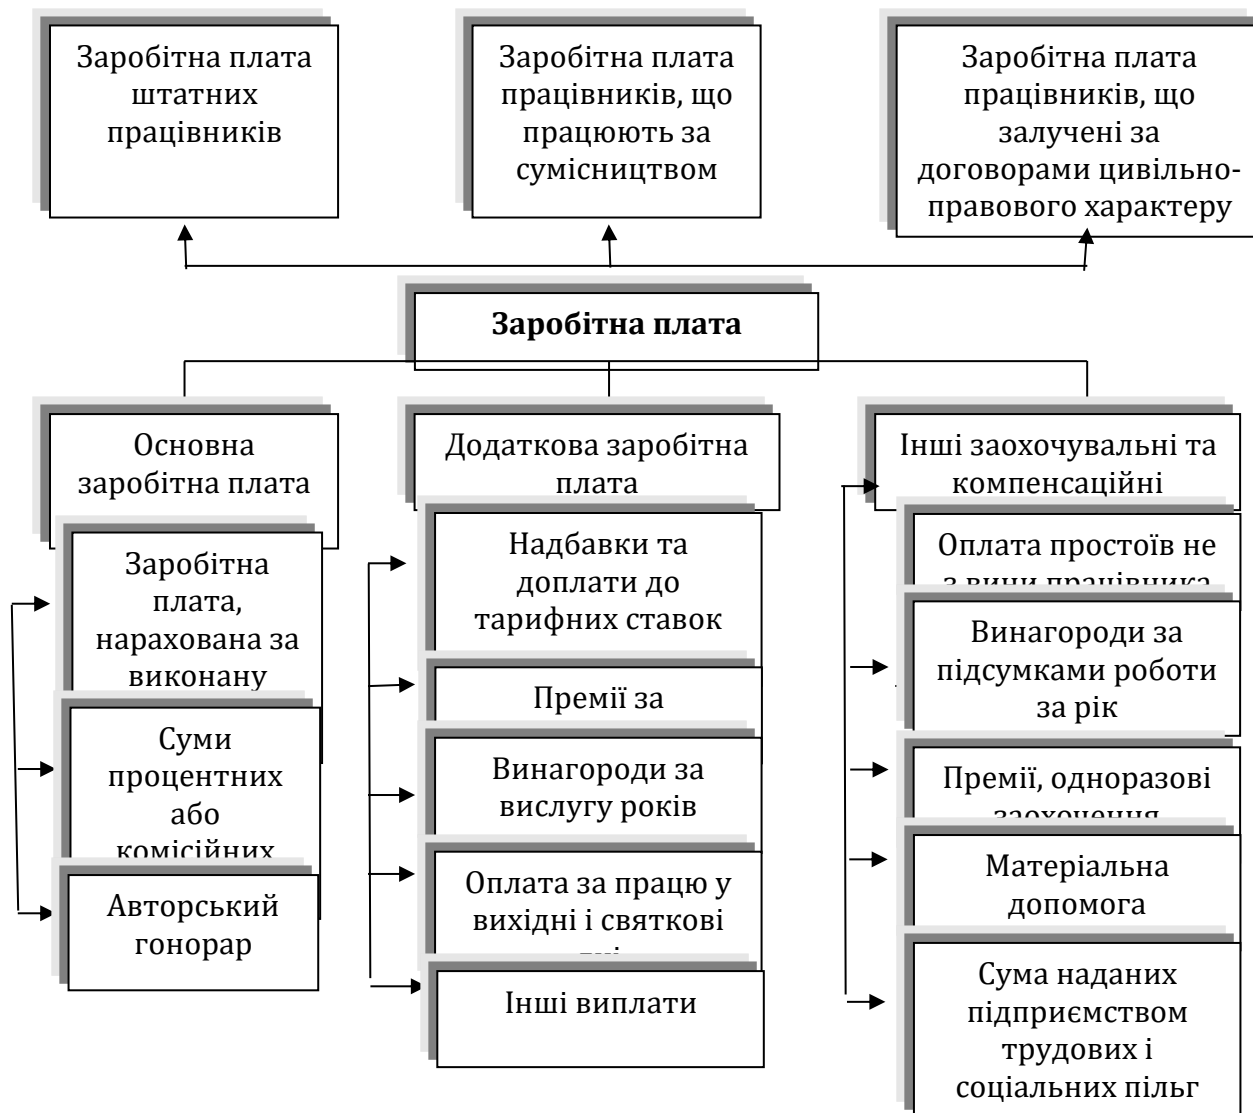 Заробітна плата
штатних
працівників
Заробітна плата
працівників, що
працюють за
сумісництвом
Заробітна плата
працівників, що
залучені за
договорами цивільно-
правового характеру
Заробітна плата
Основна
заробітна плата
Заробітна
плата,
нарахована за
виконану
Суми
процентних
або
комісійних
Авторський
гонорар
Додаткова заробітна
плата
Надбавки та
доплати до
тарифних ставок
Премії за
Винагороди за
вислугу років
Оплата за працю у
вихідні і святкові
Інші виплати
Інші заохочувальні та
компенсаційні
Оплата простоїв не
з вини працівника
Винагороди за
підсумками роботи
за рік
Премії, одноразові
заохочення
Матеріальна
допомога
Сума наданих
підприємством
трудових і
соціальних пільг